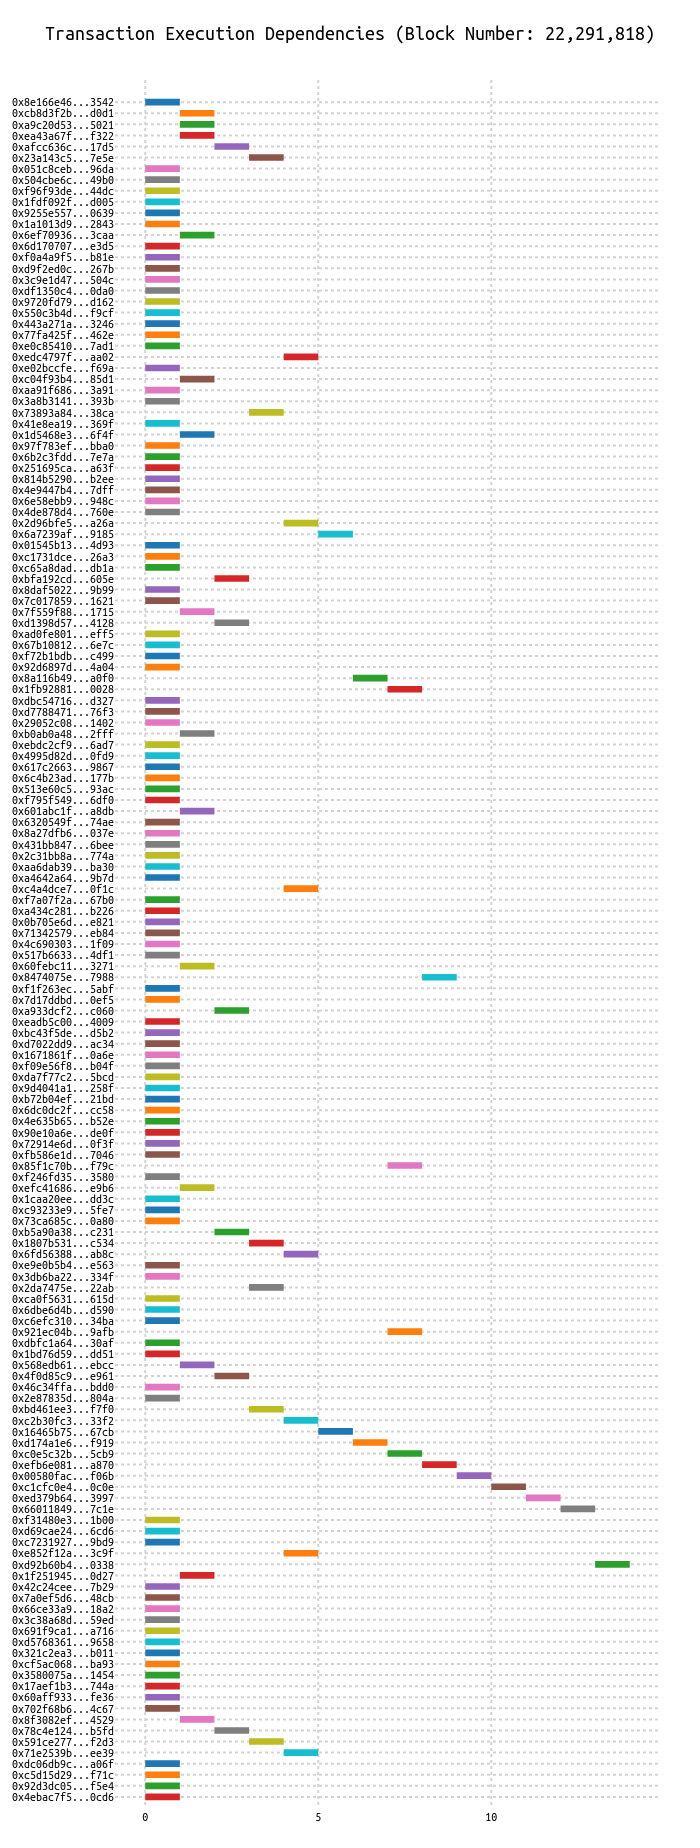 Transaction Execution Dependencies (Block Number: 22,291,818)
0x8e166e46...3542
0xcb8d3f2b...d0d1
0xa9c20d53...5021
0xea43a67f...f322
0xafcc636c...17d5
0x23a143c5...7e5e
0x051c8ceb...96da
0x504cbe6c...49b0
0xf96f93de...44dc
0x1fdf092f...d005
0x9255e557...0639
0x1a1013d9...2843
0x6ef70936...3caa
0x6d170707...e3d5
0xf0a4a9f5...b81e
0xd9f2ed0c...267b
0x3c9e1d47...504c
0xdf1350c4...0da0
0x9720fd79...d162
0x550c3b4d...f9cf
0x443a271a...3246
0x77fa425f...462e
0xe0c85410...7ad1
0xedc4797f...aa02
0xe02bccfe...f69a
0xc04f93b4...85d1
0xaa91f686...3a91
0x3a8b3141...393b
0x73893a84...38ca
0x41e8ea19...369f
0x1d5468e3...6f4f
0x97f783ef...bba0
0x6b2c3fdd...7e7a
0x251695ca...a63f
0x814b5290...b2ee
0x4e9447b4...7dff
0x6e58ebb9...948c
0x4de878d4...760e
0x2d96bfe5...a26a
0x6a7239af...9185
0x01545b13...4d93
0xc1731dce...26a3
0xc65a8dad...db1a
0xbfa192cd...605e
0x8daf5022...9b99
0x7c017859...1621
0x7f559f88...1715
0xd1398d57...4128
0xad0fe801...eff5
0x67b10812...6e7c
0xf72b1bdb...c499
0x92d6897d...4a04
0x8a116b49...a0f0
0x1fb92881...0028
0xdbc54716...d327
0xd7788471...76f3
0x29052c08...1402
0xb0ab0a48...2fff
0xebdc2cf9...6ad7
0x4995d82d...0fd9
0x617c2663...9867
0x6c4b23ad...177b
0x513e60c5...93ac
0xf795f549...6df0
0x601abc1f...a8db
0x6320549f...74ae
0x8a27dfb6...037e
0x431bb847...6bee
0x2c31bb8a...774a
0xaa6dab39...ba30
0xa4642a64...9b7d
0xc4a4dce7...0f1c
0xf7a07f2a...67b0
0xa434c281...b226
0x0b705e6d...e821
0x71342579...eb84
0x4c690303...1f09
0x517b6633...4df1
0x60febc11...3271
0x8474075e...7988
0xf1f263ec...5abf
0x7d17ddbd...0ef5
0xa933dcf2...c060
0xeadb5c00...4009
0xbc43f5de...d5b2
0xd7022dd9...ac34
0x1671861f...0a6e
0xf09e56f8...b04f
0xda7f77c2...5bcd
0x9d4041a1...258f
0xb72b04ef...21bd
0x6dc0dc2f...cc58
0x4e635b65...b52e
0x90e10a6e...de0f
0x72914e6d...0f3f
0xfb586e1d...7046
0x85f1c70b...f79c
0xf246fd35...3580
0xefc41686...e9b6
0x1caa20ee...dd3c
0xc93233e9...5fe7
0x73ca685c...0a80
0xb5a90a38...c231
0x1807b531...c534
0x6fd56388...ab8c
0xe9e0b5b4...e563
0x3db6ba22...334f
0x2da7475e...22ab
0xca0f5631...615d
0x6dbe6d4b...d590
0xc6efc310...34ba
0x921ec04b...9afb
0xdbfc1a64...30af
0x1bd76d59...dd51
0x568edb61...ebcc
0x4f0d85c9...e961
0x46c34ffa...bdd0
0x2e87835d...804a
0xbd461ee3...f7f0
0xc2b30fc3...33f2
0x16465b75...67cb
0xd174a1e6...f919
0xc0e5c32b...5cb9
0xefb6e081...a870
0x00580fac...f06b
0xc1cfc0e4...0c0e
0xed379b64...3997
0x66011849...7c1e
0xf31480e3...1b00
0xd69cae24...6cd6
0xc7231927...9bd9
0xe852f12a...3c9f
0xd92b60b4...0338
0x1f251945...0d27
0x42c24cee...7b29
0x7a0ef5d6...48cb
0x66ce33a9...18a2
0x3c38a68d...59ed
0x691f9ca1...a716
0xd5768361...9658
0x321c2ea3...b011
0xcf5ac068...ba93
0x3580075a...1454
0x17aef1b3...744a
0x60aff933...fe36
0x702f68b6...4c67
0x8f3082ef...4529
0x78c4e124...b5fd
0x591ce277...f2d3
0x71e2539b...ee39
0xdc06db9c...a06f
0xc5d15d29...f71c
0x92d3dc05...f5e4
0x4ebac7f5...0cd6
0 5 10